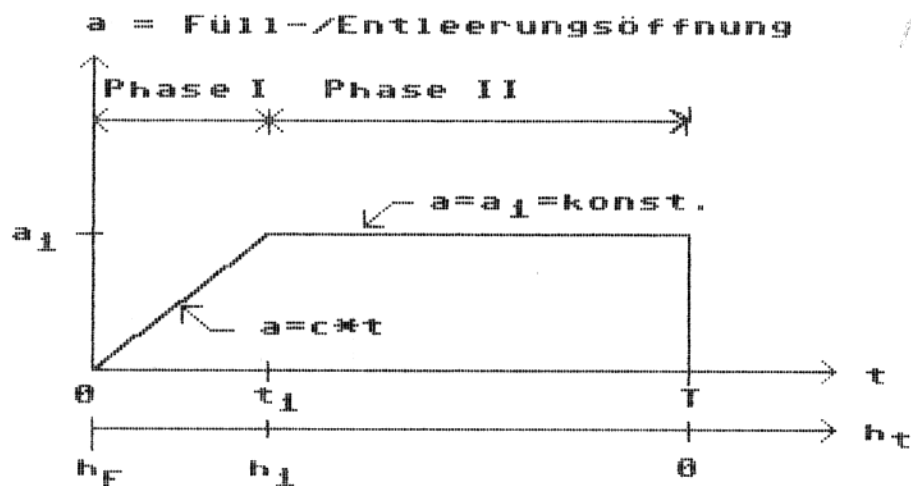 a = Füll-/Entleerungsöffnung
Phase I Phase II
a=a₁=konst.
a₁
a=c*t
0 t₁ T t
h_F h₁ 0 h_t